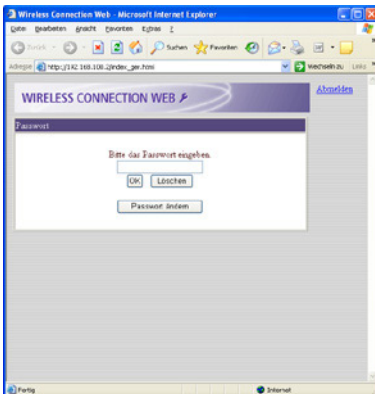 Wireless Connection Web - Microsoft Internet Explorer
Datei Bearbeiten Ansicht Favoriten Extras ?
Zurück Suchen Favoriten
Adresse http://192.168.100.2/index_ger.html Wechseln zu Links
WIRELESS CONNECTION WEB
Abmelden
Passwort
Bitte das Passwort eingeben.
OK Löschen
Passwort ändern
Fertig Internet